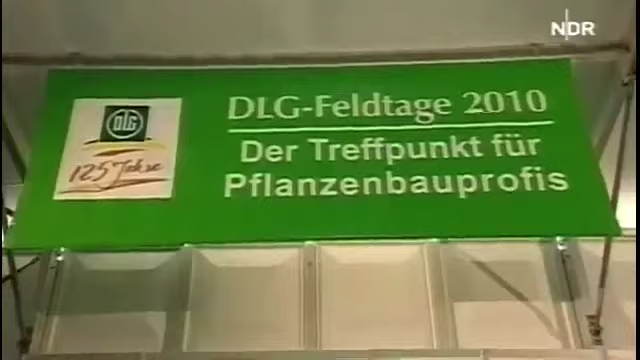 NDR
DLG-Feldtage 2010
DLG
125 Jahre
Der Treffpunkt für
Pflanzenbauprofis